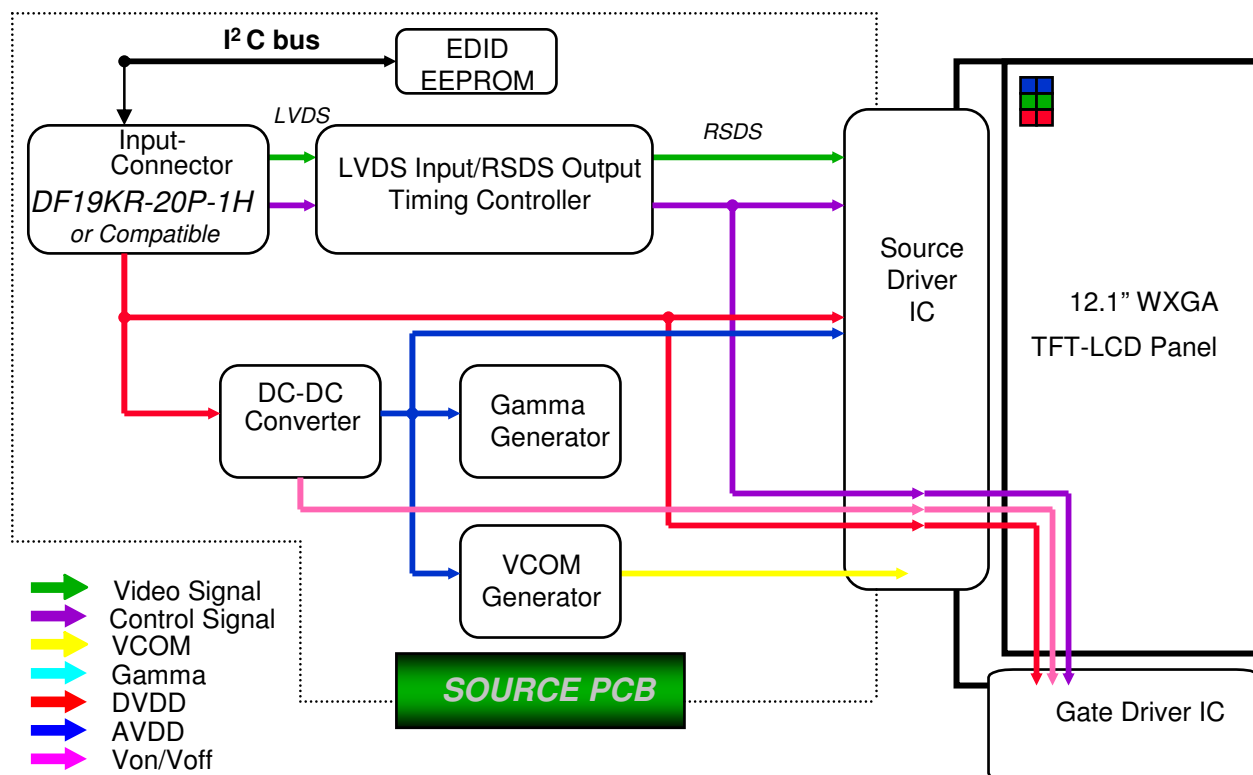 I² C bus
EDID
EEPROM
LVDS
RSDS
Input-
Connector
DF19KR-20P-1H
or Compatible
LVDS Input/RSDS Output
Timing Controller
Source
Driver
IC
12.1” WXGA
TFT-LCD Panel
DC-DC
Converter
Gamma
Generator
VCOM
Generator
Video Signal
Control Signal
VCOM
Gamma
DVDD
AVDD
Von/Voff
SOURCE PCB
Gate Driver IC